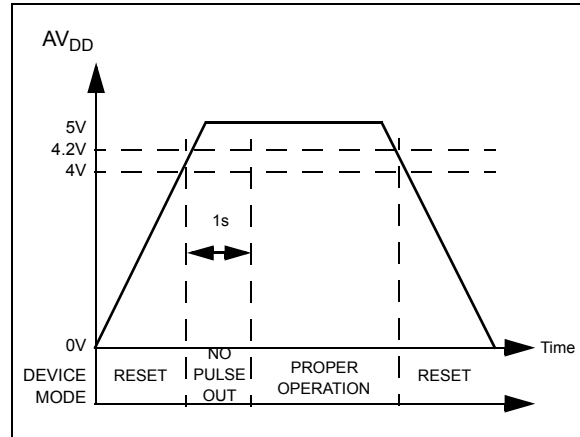 AVDD
5V
4.2V
4V
1s
0V
Time
DEVICE
MODE
RESET
NO
PULSE
OUT
PROPER
OPERATION
RESET